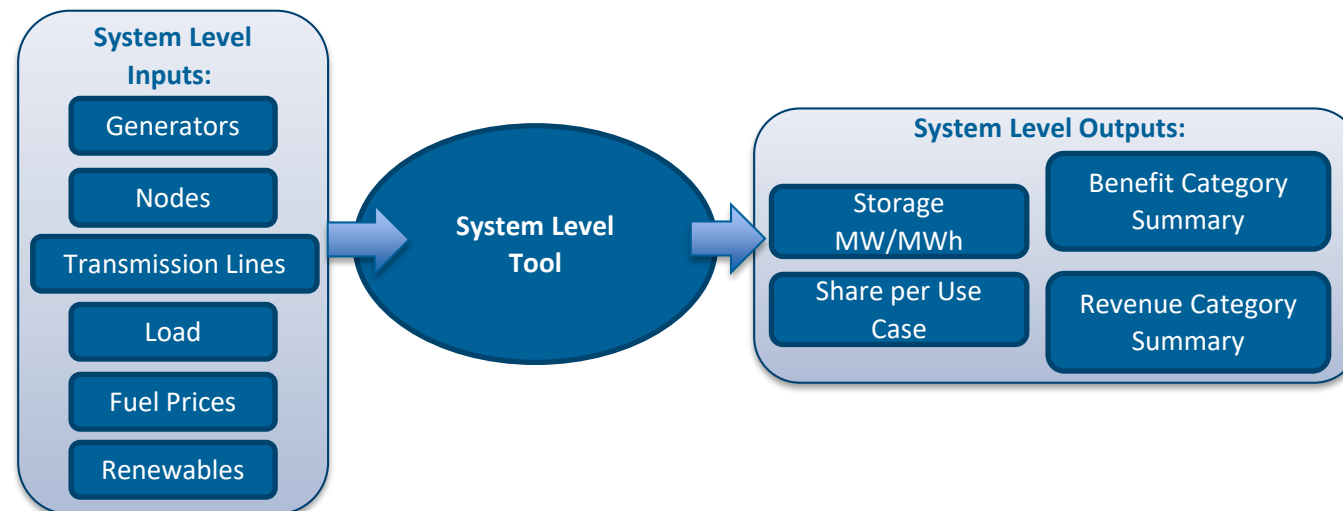 System Level
Inputs:
Generators
Nodes
Transmission Lines
Load
Fuel Prices
Renewables
System Level
Tool
System Level Outputs:
Storage
MW/MWh
Share per Use
Case
Benefit Category
Summary
Revenue Category
Summary